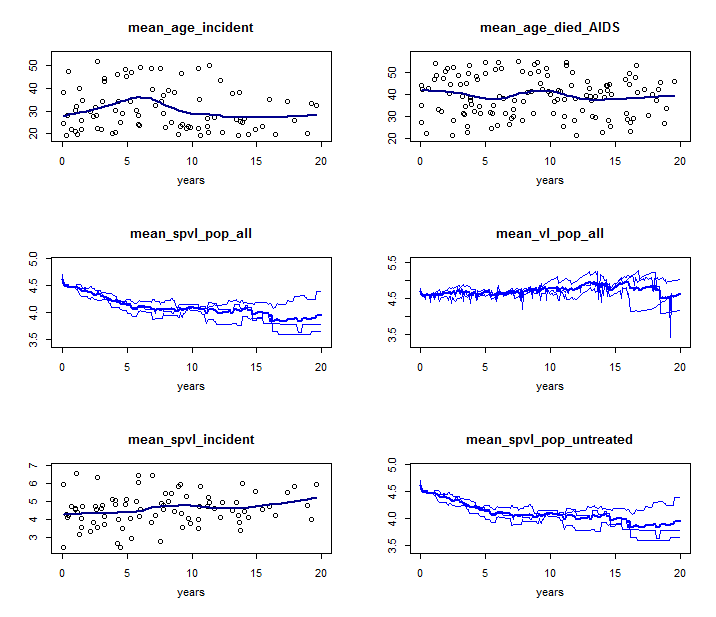 mean_age_incident
mean_age_died_AIDS
20 30 40 50
20 30 40 50
0 5 10 15 20
0 5 10 15 20
years
years
mean_spvl_pop_all
mean_vl_pop_all
3.5 4.0 4.5 5.0
3.5 4.5 5.5
0 5 10 15 20
0 5 10 15 20
years
years
mean_spvl_incident
mean_spvl_pop_untreated
3 4 5 6 7
3.5 4.0 4.5 5.0
0 5 10 15 20
0 5 10 15 20
years
years